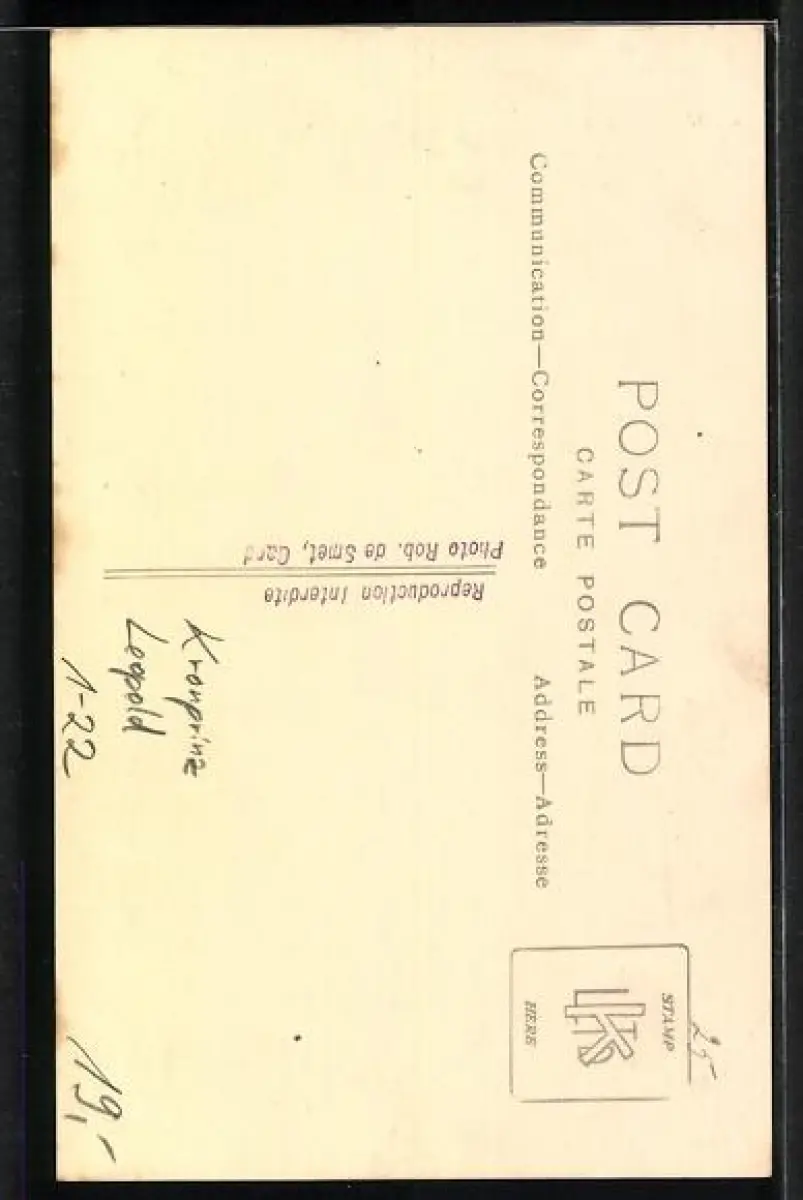 POST CARD
CARTE POSTALE
Communication—Correspondance
Address—Adresse
STAMP
HERE
25
Photo Rob. de Smet, Gand
Reproduction Interdite
Kronprinz
Leopold
1-22
19,-